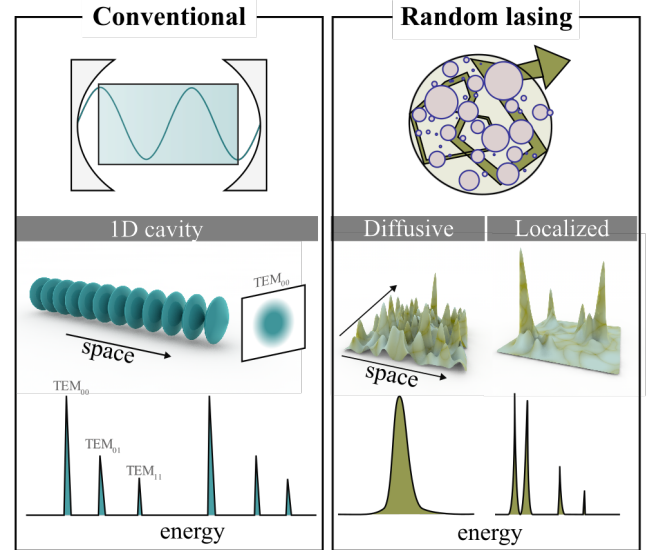 Conventional
Random lasing
1D cavity
Diffusive
Localized
TEM00
space
space
TEM00
TEM01
TEM11
energy
energy